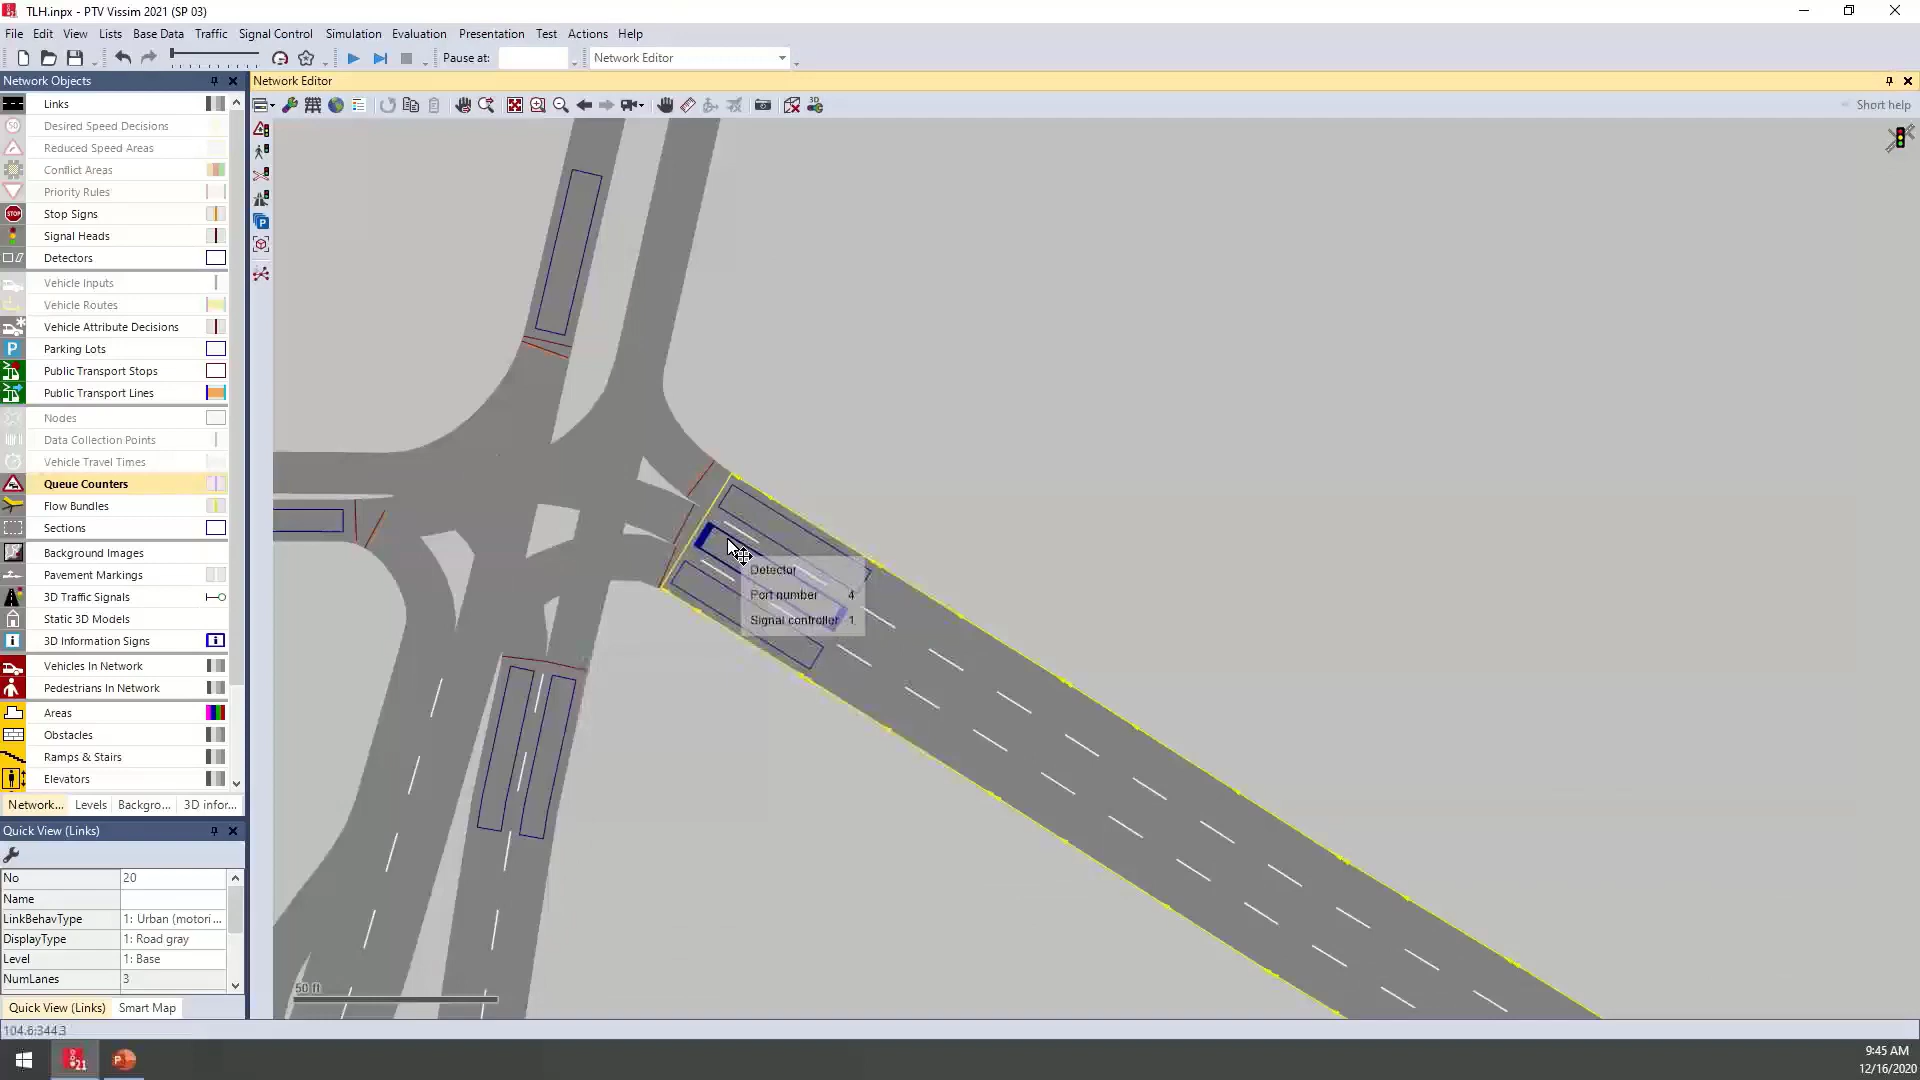 TLH.inpx - PTV Vissim 2021 (SP 03)
File Edit View Lists Base Data Traffic Signal Control Simulation Evaluation Presentation Test Actions Help
Pause at: Network Editor
Network Objects
Network Editor
Short help
Links
50 Desired Speed Decisions
Reduced Speed Areas
Conflict Areas
Priority Rules
STOP Stop Signs
Signal Heads
Detectors
Vehicle Inputs
Vehicle Routes
Vehicle Attribute Decisions
P Parking Lots
Public Transport Stops
Public Transport Lines
Nodes
Data Collection Points
Vehicle Travel Times
Queue Counters
Flow Bundles
Sections
Background Images
Pavement Markings
3D Traffic Signals
Static 3D Models
3D Information Signs
Vehicles In Network
Pedestrians In Network
Areas
Obstacles
Ramps & Stairs
Elevators
Network... Levels Backgro... 3D infor...
Quick View (Links)
No 20
Name
LinkBehavType 1: Urban (motori...
DisplayType 1: Road gray
Level 1: Base
NumLanes 3
Quick View (Links) Smart Map
Detector
Port number 4
Signal controller 1
50 ft
104.6:344.3
21
P
9:45 AM
12/16/2020